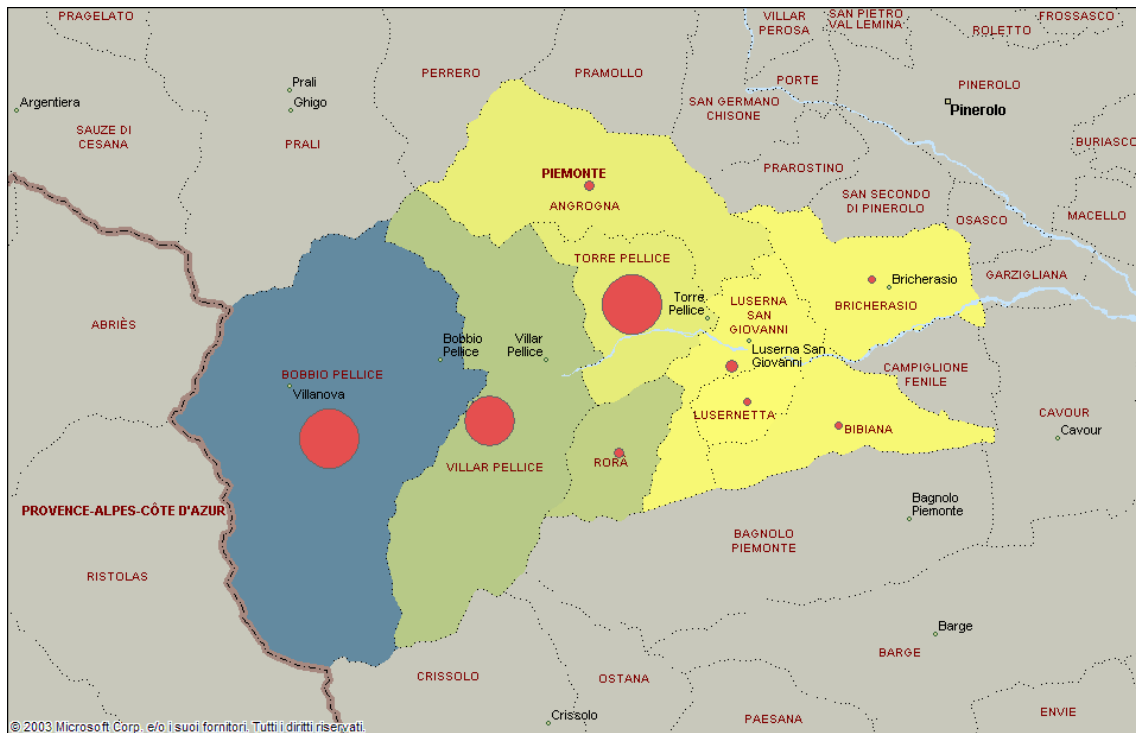 PRAGELATO
VILLAR
PEROSA
SAN PIETRO
VAL LEMINA
FROSSASCO
ROLETTO
PERRERO
PRAMOLLO
PORTE
Prali
Ghigo
Argentiera
PINEROLO
Pinerolo
SAN GERMANO
CHISONE
SAUZE DI
CESANA
PRALI
BURIASCO
PRAROSTINO
PIEMONTE
ANGROGNA
SAN SECONDO
DI PINEROLO
OSASCO
MACELLO
TORRE PELLICE
GARZIGLIANA
Bricherasio
BRICHERASIO
Torre
Pellice
LUSERNA
SAN
GIOVANNI
ABRIÈS
Bobbio
Pellice
Villar
Pellice
Luserna San
Giovanni
CAMPIGLIONE
FENILE
BOBBIO PELLICE
Villanova
LUSERNETTA
BIBIANA
CAVOUR
Cavour
VILLAR PELLICE
RORA
PROVENCE-ALPES-CÔTE D'AZUR
Bagnolo
Piemonte
BAGNOLO
PIEMONTE
RISTOLAS
Barge
BARGE
CRISSOLO
OSTANA
Crissolo
PAESANA
ENVIE
© 2003 Microsoft Corp. e/o i suoi fornitori. Tutti i diritti riservati.